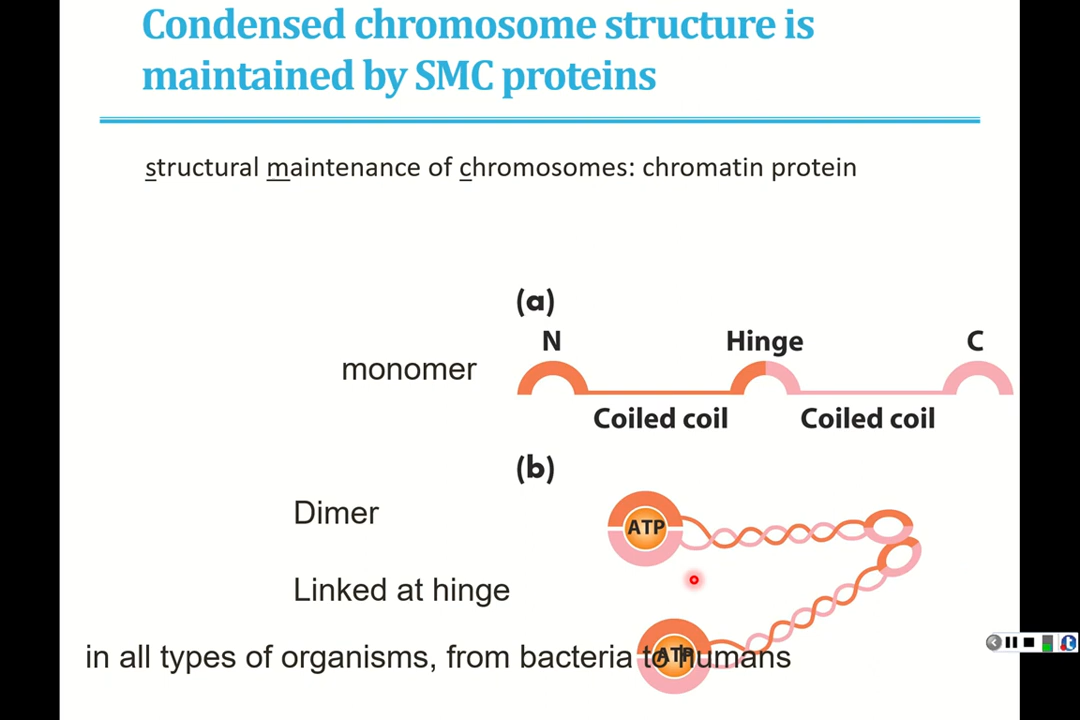 Condensed chromosome structure is
maintained by SMC proteins
structural maintenance of chromosomes: chromatin protein
(a)
N Hinge C
monomer
Coiled coil Coiled coil
(b)
Dimer
ATP
Linked at hinge
in all types of organisms, from bacteria to humans
ATP